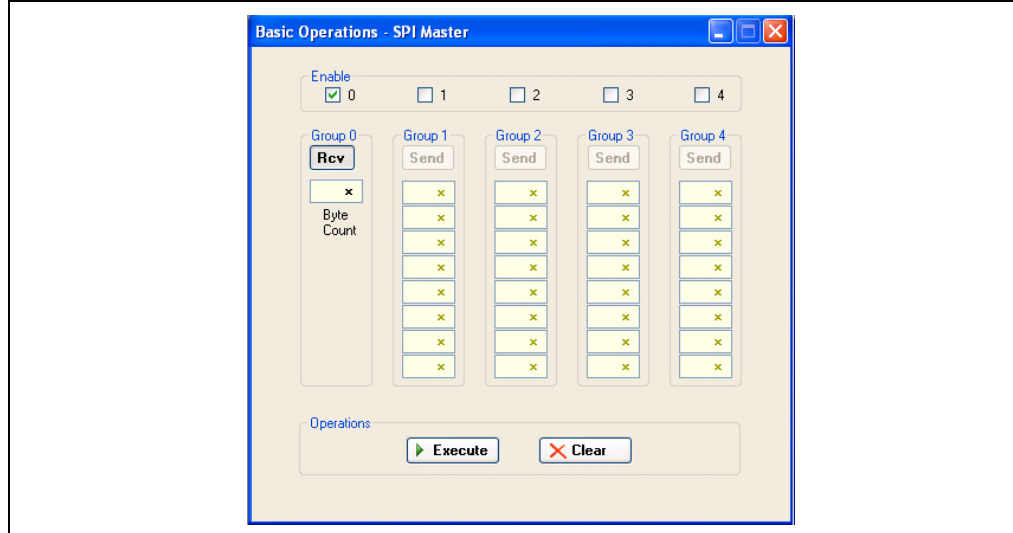 Basic Operations - SPI Master
Enable
0 1 2 3 4
Group 0 Group 1 Group 2 Group 3 Group 4
Rcv Send Send Send Send
x x x x x
Byte x x x x
Count
x x x x
x x x x
x x x x
x x x x
x x x x
x x x x
Operations
Execute Clear